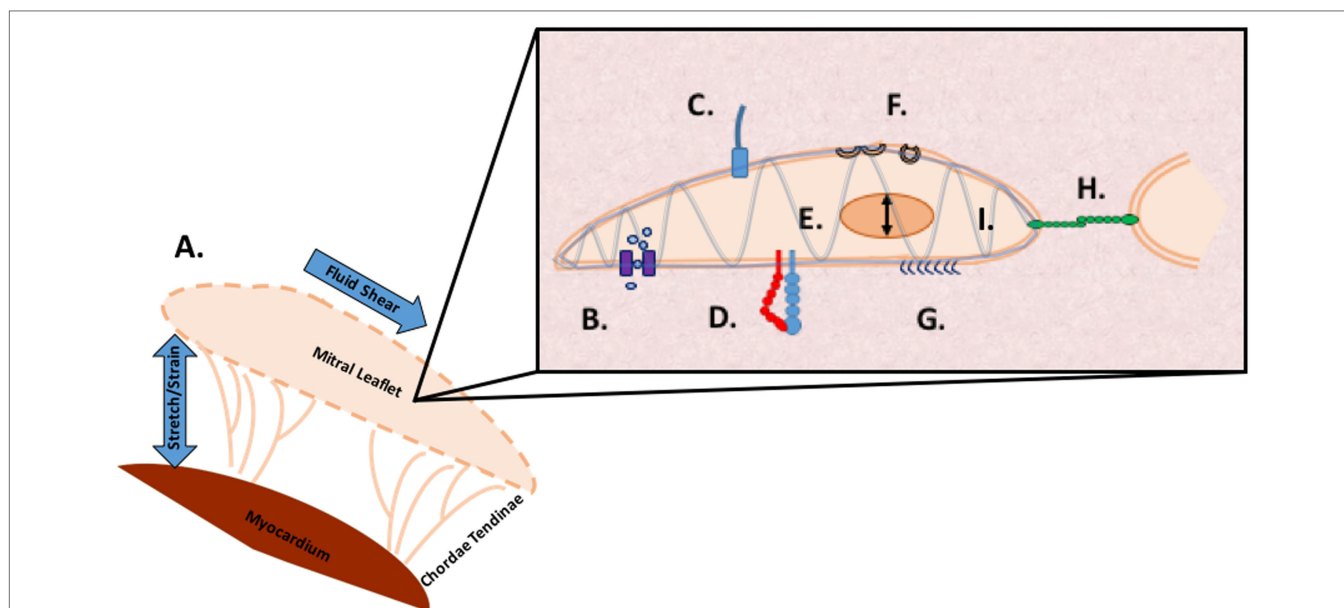 A.
Fluid Shear
Stretch/Strain
Mitral Leaflet
Myocardium
Chordae Tendinae
C.
F.
E.
I.
H.
B.
D.
G.